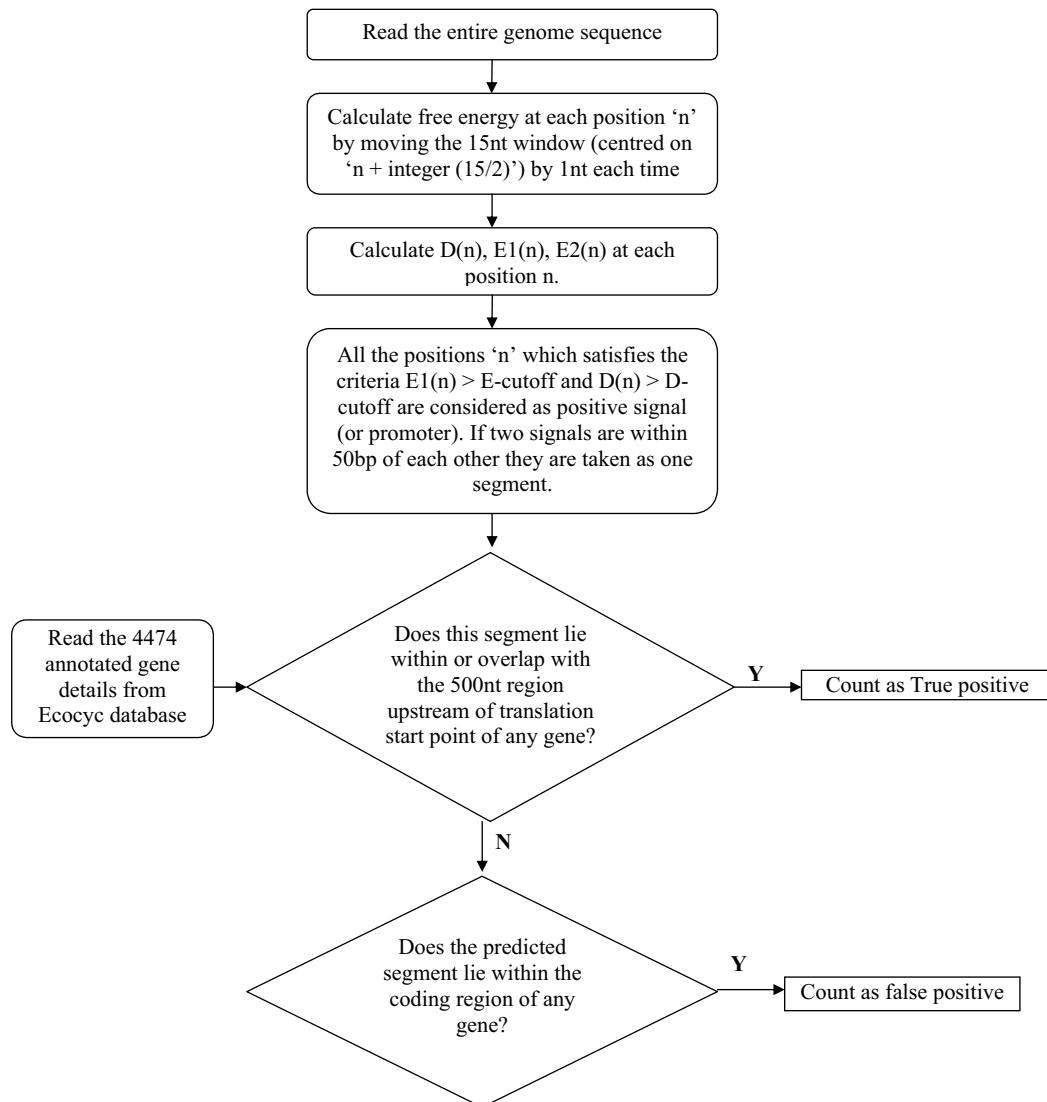 Read the entire genome sequence
Calculate free energy at each position ‘n’
by moving the 15nt window (centred on
‘n + integer (15/2)’) by 1nt each time
Calculate D(n), E1(n), E2(n) at each
position n.
All the positions ‘n’ which satisfies the
criteria E1(n) > E-cutoff and D(n) > D-
cutoff are considered as positive signal
(or promoter). If two signals are within
50bp of each other they are taken as one
segment.
Read the 4474
annotated gene
details from
Ecocyc database
Does this segment lie
within or overlap with
the 500nt region
upstream of translation
start point of any gene?
Y
Count as True positive
N
Does the predicted
segment lie within the
coding region of any
gene?
Y
Count as false positive